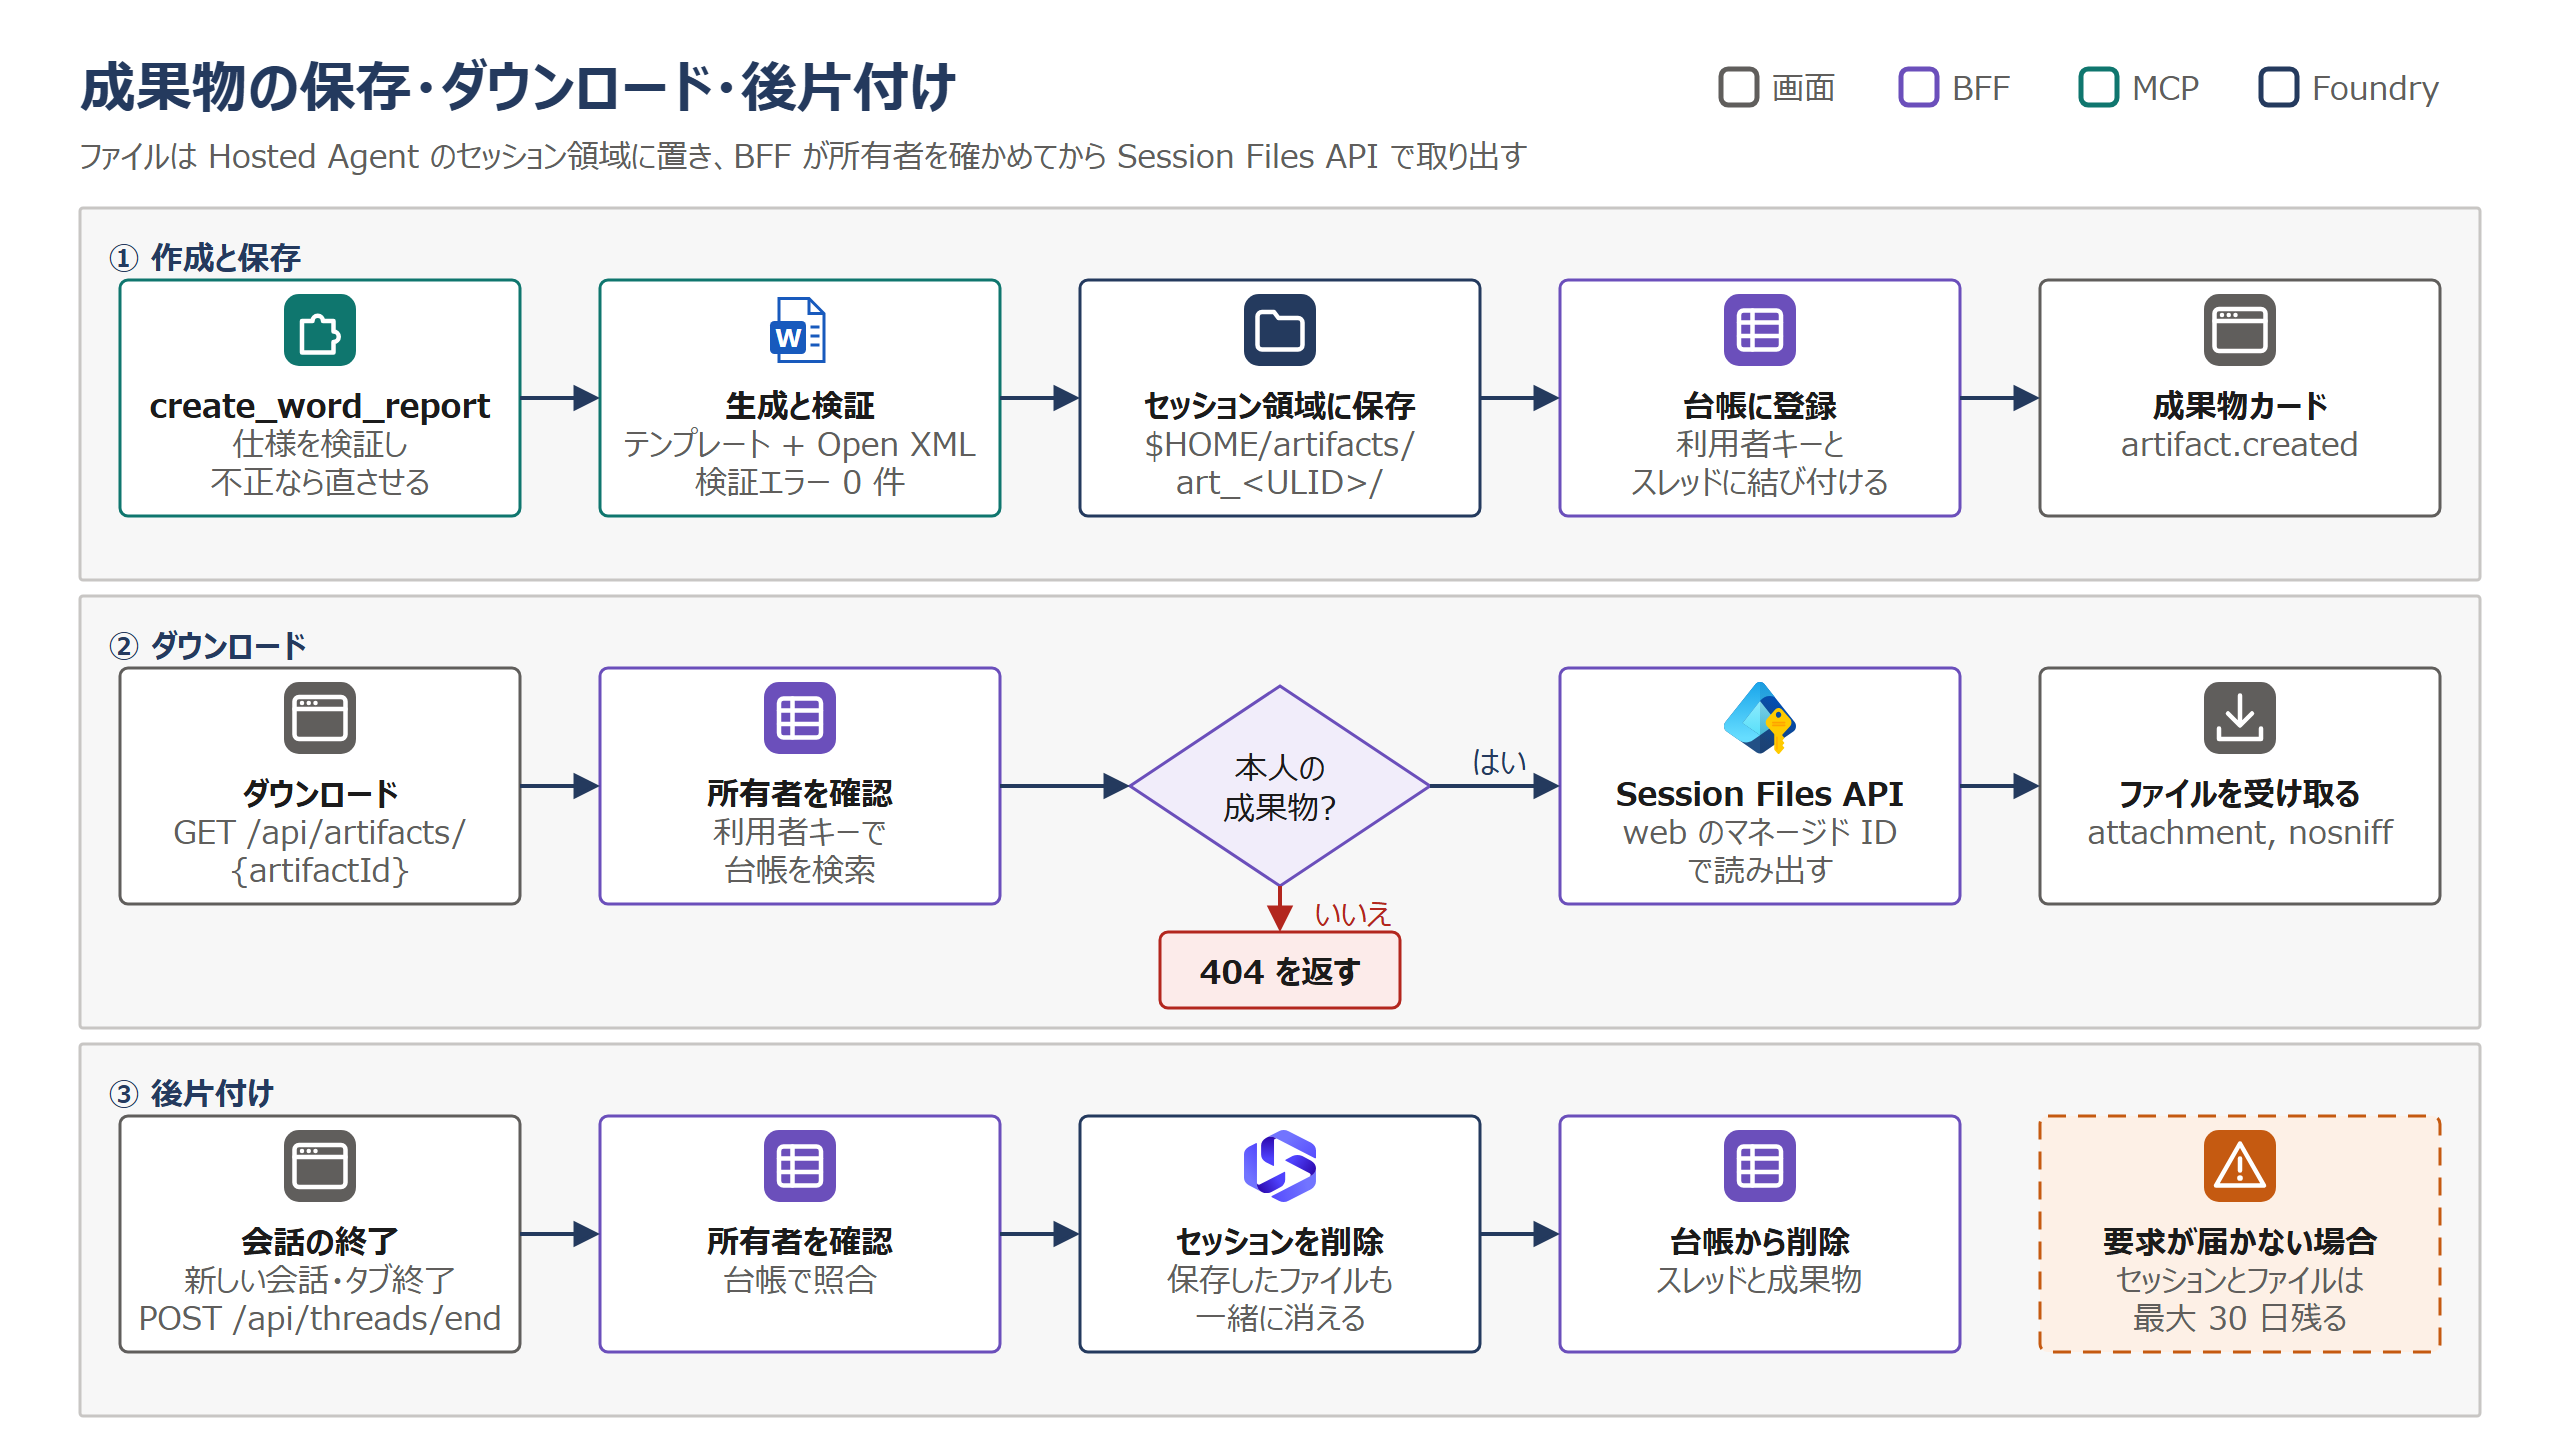 成果物の保存・ダウンロード・後片付け
画面
BFF
MCP
Foundry
ファイルは Hosted Agent のセッション領域に置き、BFF が所有者を確かめてから Session Files API で取り出す
① 作成と保存
create_word_report
仕様を検証し
不正なら直させる
W
生成と検証
テンプレート + Open XML
検証エラー 0 件
セッション領域に保存
$HOME/artifacts/
art_<ULID>/
台帳に登録
利用者キーと
スレッドに結び付ける
成果物カード
artifact.created
② ダウンロード
ダウンロード
GET /api/artifacts/
{artifactId}
所有者を確認
利用者キーで
台帳を検索
本人の
成果物?
はい
いいえ
404 を返す
Session Files API
web のマネージド ID
で読み出す
ファイルを受け取る
attachment, nosniff
③ 後片付け
会話の終了
新しい会話・タブ終了
POST /api/threads/end
所有者を確認
台帳で照合
セッションを削除
保存したファイルも
一緒に消える
台帳から削除
スレッドと成果物
要求が届かない場合
セッションとファイルは
最大 30 日残る